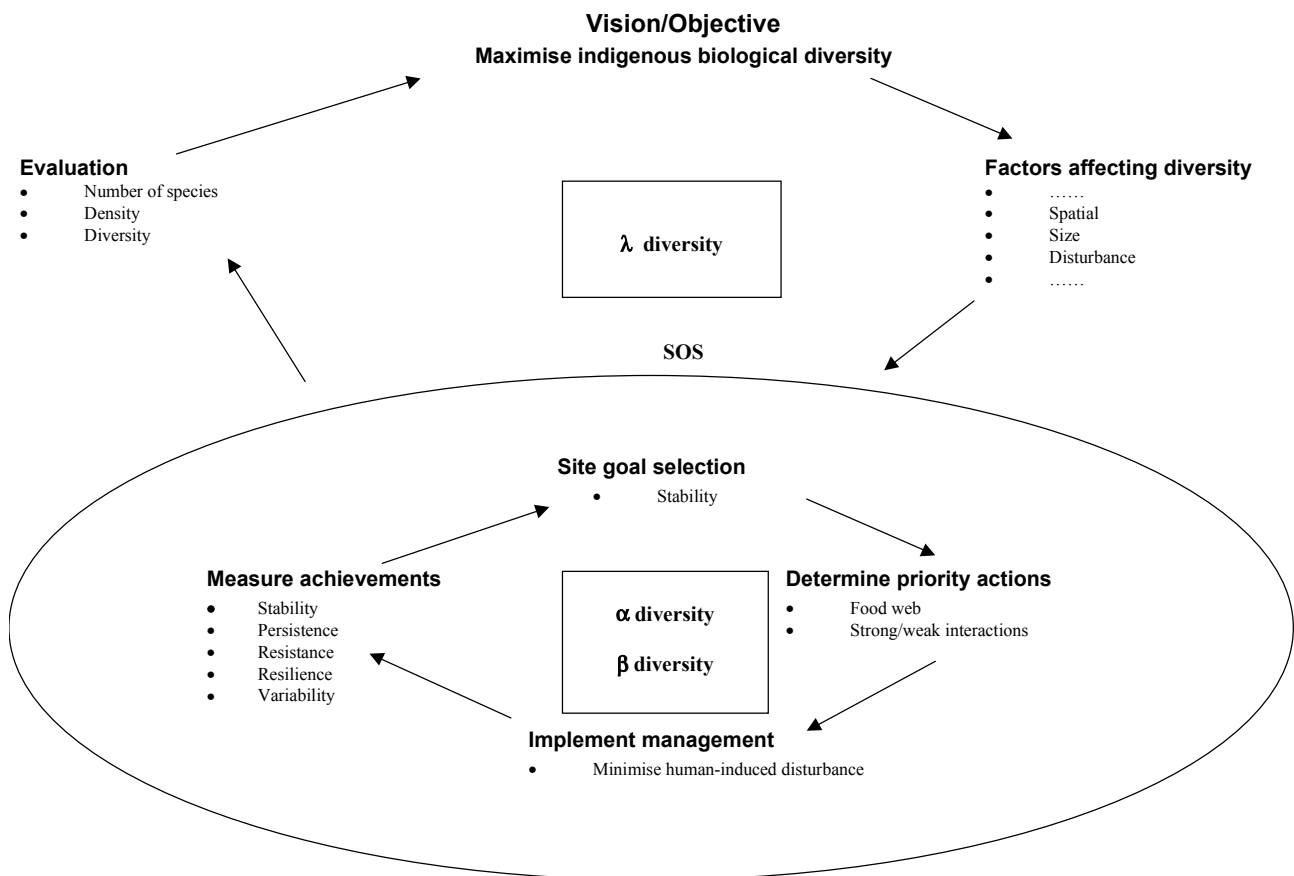 Vision/Objective
Maximise indigenous biological diversity
Evaluation
• Number of species
• Density
• Diversity
Factors affecting diversity
• ……
• Spatial
• Size
• Disturbance
• ……
λ diversity
SOS
Site goal selection
• Stability
Measure achievements
• Stability
• Persistence
• Resistance
• Resilience
• Variability
α diversity
β diversity
Determine priority actions
• Food web
• Strong/weak interactions
Implement management
• Minimise human-induced disturbance